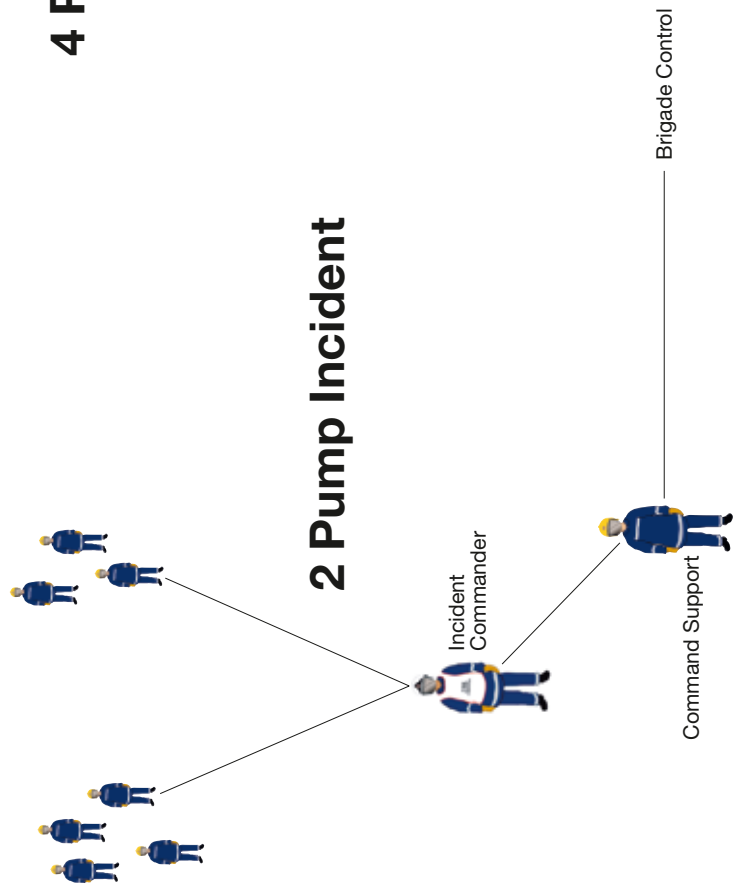 4 P
2 Pump Incident
Incident
Commander
Command Support
Brigade Control